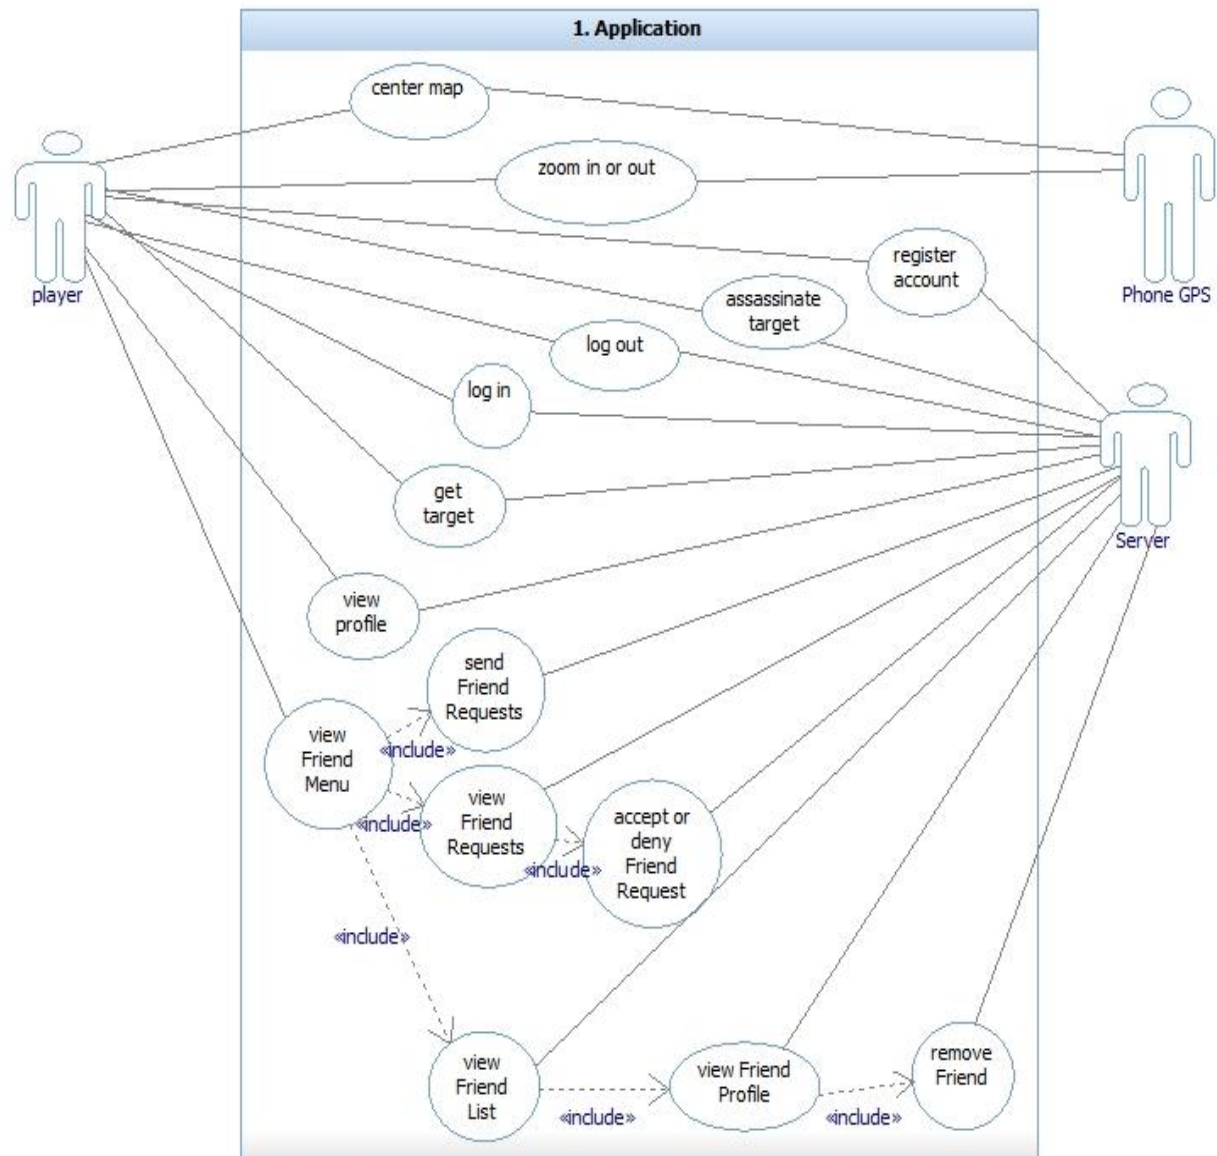 1. Application
center map
zoom in or out
player
Phone GPS
register
account
assassinate
target
log out
log in
get
target
Server
view
profile
send
Friend
Requests
view
Friend
Menu
«include»
view
Friend
Requests
«include»
accept or
deny
Friend
Request
«include»
«include»
view
Friend
List
view Friend
Profile
remove
Friend
«include»
«include»